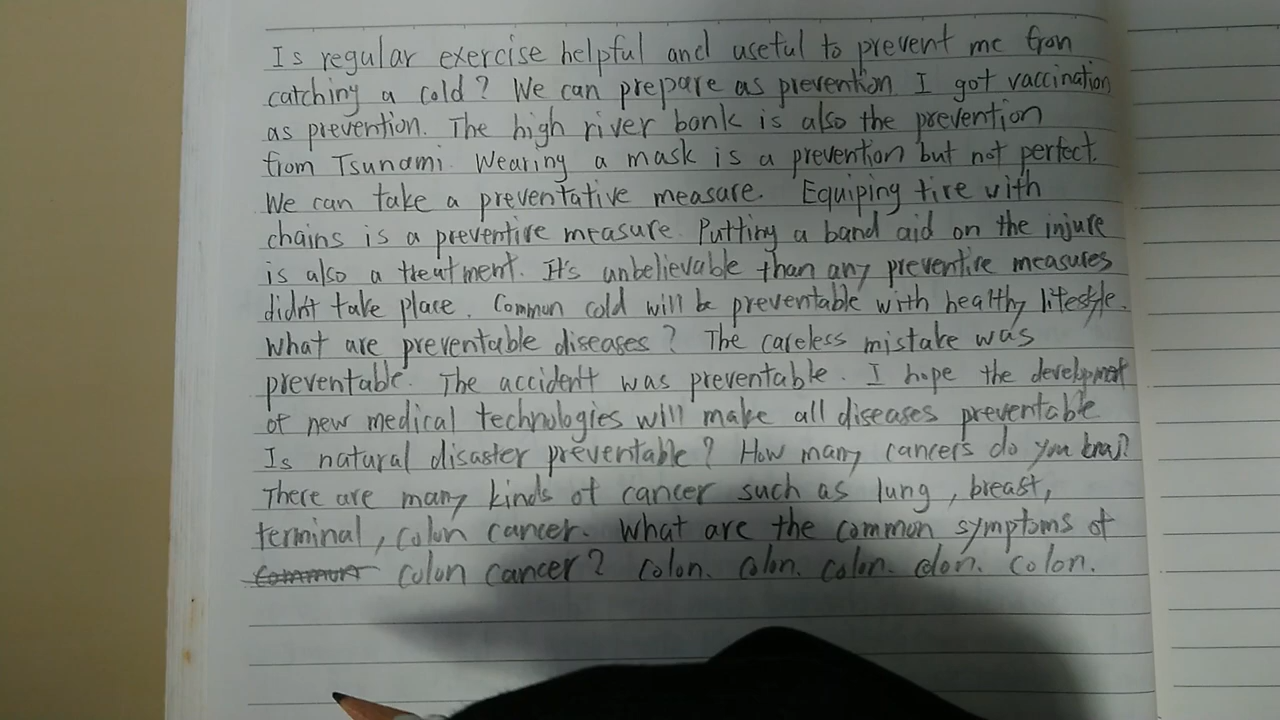 Is regular exercise helpful and useful to prevent me from
catching a cold? We can prepare as prevention. I got vaccination
as prevention. The high river bank is also the prevention
from Tsunami. Wearing a mask is a prevention but not perfect.
We can take a preventative measure. Equiping tire with
chains is a preventive measure. Putting a band aid on the injure
is also a treatment. It's unbelievable than any preventive measures
didn't take place. Common cold will be preventable with healthy lifestyle.
What are preventable diseases? The careless mistake was
preventable. The accident was preventable. I hope the development
of new medical technologies will make all diseases preventable
Is natural disaster preventable? How many cancers do you know?
There are many kinds of cancer such as lung, breast,
terminal, colon cancer. What are the common symptoms of
common colon cancer? Colon. Colon. Colon. Colon. Colon.